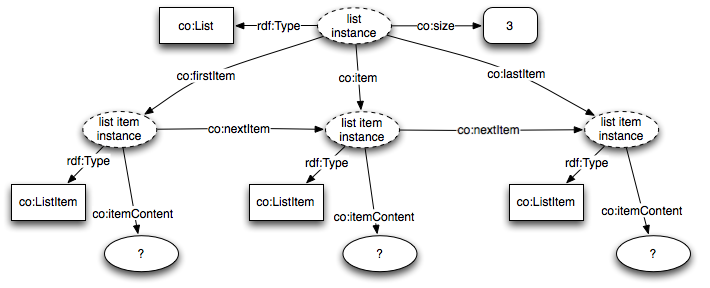 co:List
rdf:Type
list
instance
co:size
3
co:firstItem
co:item
co:lastItem
list item
instance
co:nextItem
list item
instance
co:nextItem
list item
instance
rdf:Type
rdf:Type
rdf:Type
co:ListItem
co:itemContent
co:ListItem
co:itemContent
co:ListItem
co:itemContent
?
?
?